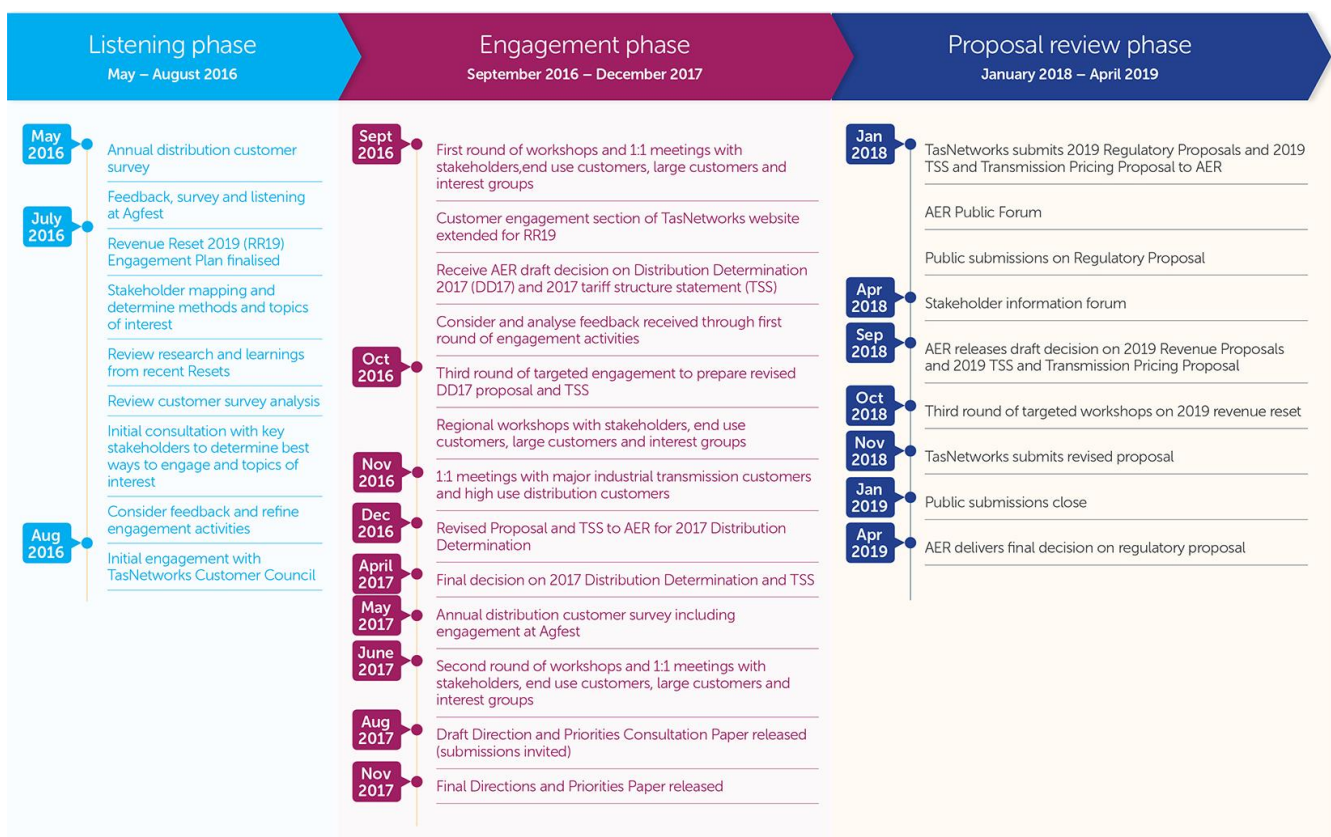 Listening phase
May – August 2016
May
2016
Annual distribution customer
survey
Feedback, survey and listening
at Agfest
July
2016
Revenue Reset 2019 (RR19)
Engagement Plan finalised
Stakeholder mapping and
determine methods and topics
of interest
Review research and learnings
from recent Resets
Review customer survey analysis
Initial consultation with key
stakeholders to determine best
ways to engage and topics of
interest
Consider feedback and refine
engagement activities
Aug
2016
Initial engagement with
TasNetworks Customer Council
Engagement phase
September 2016 – December 2017
Sept
2016
First round of workshops and 1:1 meetings with
stakeholders,end use customers, large customers and
interest groups
Customer engagement section of TasNetworks website
extended for RR19
Receive AER draft decision on Distribution Determination
2017 (DD17) and 2017 tariff structure statement (TSS)
Consider and analyse feedback received through first
round of engagement activities
Oct
2016
Third round of targeted engagement to prepare revised
DD17 proposal and TSS
Regional workshops with stakeholders, end use
customers, large customers and interest groups
Nov
2016
1:1 meetings with major industrial transmission customers
and high use distribution customers
Dec
2016
Revised Proposal and TSS to AER for 2017 Distribution
Determination
April
2017
Final decision on 2017 Distribution Determination and TSS
May
2017
Annual distribution customer survey including
engagement at Agfest
June
2017
Second round of workshops and 1:1 meetings with
stakeholders, end use customers, large customers and
interest groups
Aug
2017
Draft Direction and Priorities Consultation Paper released
(submissions invited)
Nov
2017
Final Directions and Priorities Paper released
Proposal review phase
January 2018 – April 2019
Jan
2018
TasNetworks submits 2019 Regulatory Proposals and 2019
TSS and Transmission Pricing Proposal to AER
AER Public Forum
Public submissions on Regulatory Proposal
Apr
2018
Stakeholder information forum
Sep
2018
AER releases draft decision on 2019 Revenue Proposals
and 2019 TSS and Transmission Pricing Proposal
Oct
2018
Third round of targeted workshops on 2019 revenue reset
Nov
2018
TasNetworks submits revised proposal
Jan
2019
Public submissions close
Apr
2019
AER delivers final decision on regulatory proposal